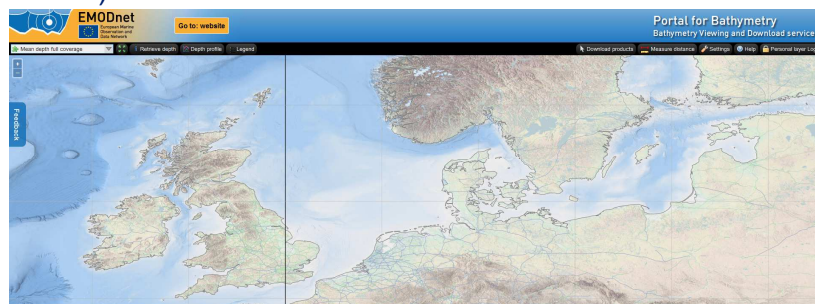 EMODnet
European Marine
Observation and
Data Network
Go to: website
Portal for Bathymetry
Bathymetry Viewing and Download service
Mean depth full coverage
Retrieve depth
Depth profile
Legend
Download products
Measure distance
Settings
Help
Personal layer Log
+
-
Feedback